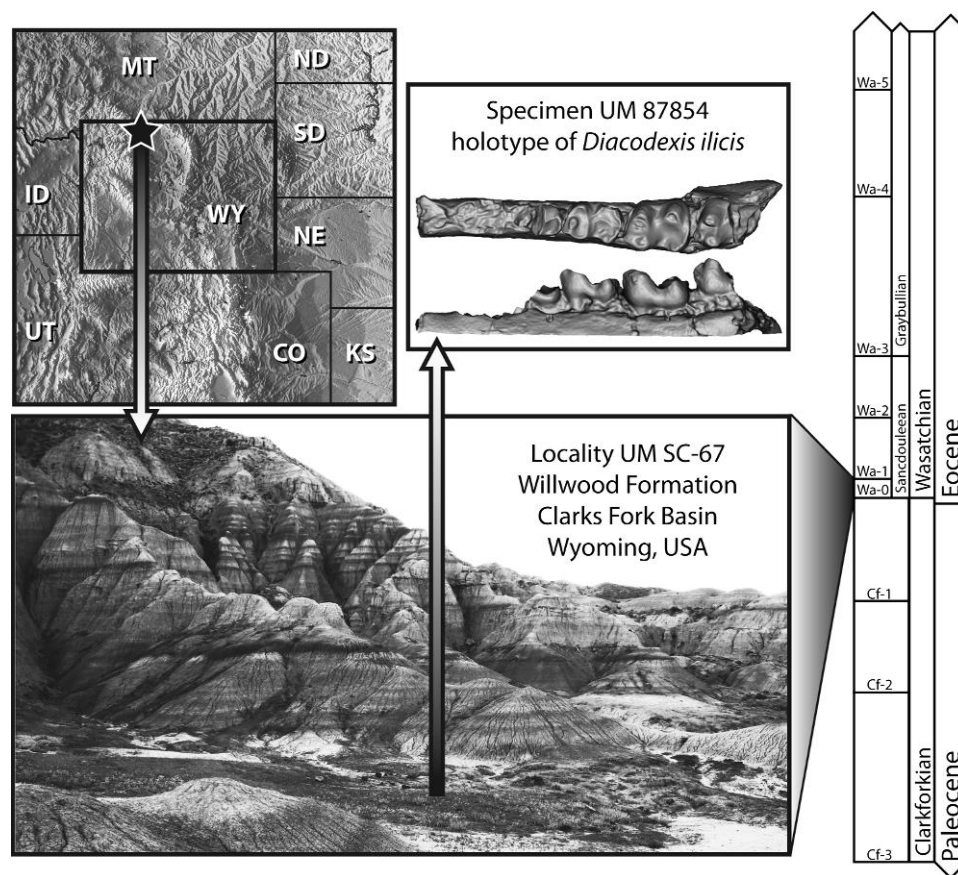 MT
ND
SD
ID
WY
NE
UT
CO
KS
Specimen UM 87854
holotype of Diacodexis ilicis
Locality UM SC-67
Willwood Formation
Clarks Fork Basin
Wyoming, USA
Wa-5
Wa-4
Wa-3
Wa-2
Wa-1
Wa-0
Cf-1
Cf-2
Cf-3
Graybullian
Sancdouleean
Wasatchian
Clarkforkian
Eocene
Paleocene